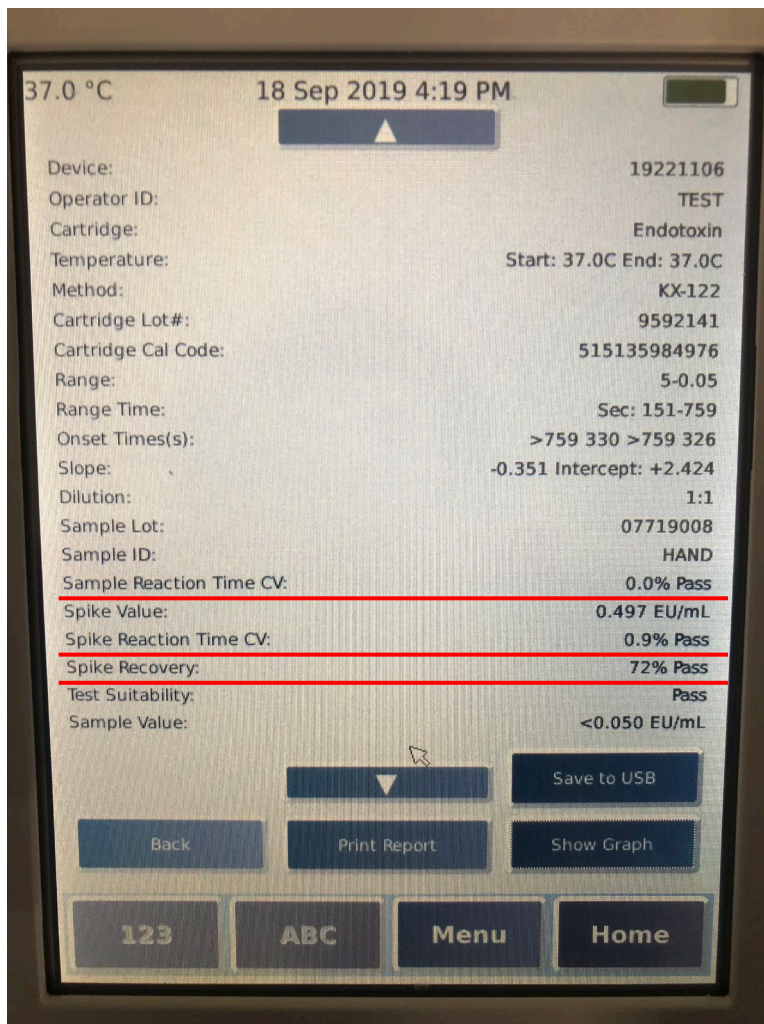 37.0 °C 18 Sep 2019 4:19 PM
Device: 19221106
Operator ID: TEST
Cartridge: Endotoxin
Temperature: Start: 37.0C End: 37.0C
Method: KX-122
Cartridge Lot#: 9592141
Cartridge Cal Code: 515135984976
Range: 5-0.05
Range Time: Sec: 151-759
Onset Times(s): >759 330 >759 326
Slope: -0.351 Intercept: +2.424
Dilution: 1:1
Sample Lot: 07719008
Sample ID: HAND
Sample Reaction Time CV: 0.0% Pass
Spike Value: 0.497 EU/mL
Spike Reaction Time CV: 0.9% Pass
Spike Recovery: 72% Pass
Test Suitability: Pass
Sample Value: <0.050 EU/mL
Save to USB
Back Print Report Show Graph
123 ABC Menu Home